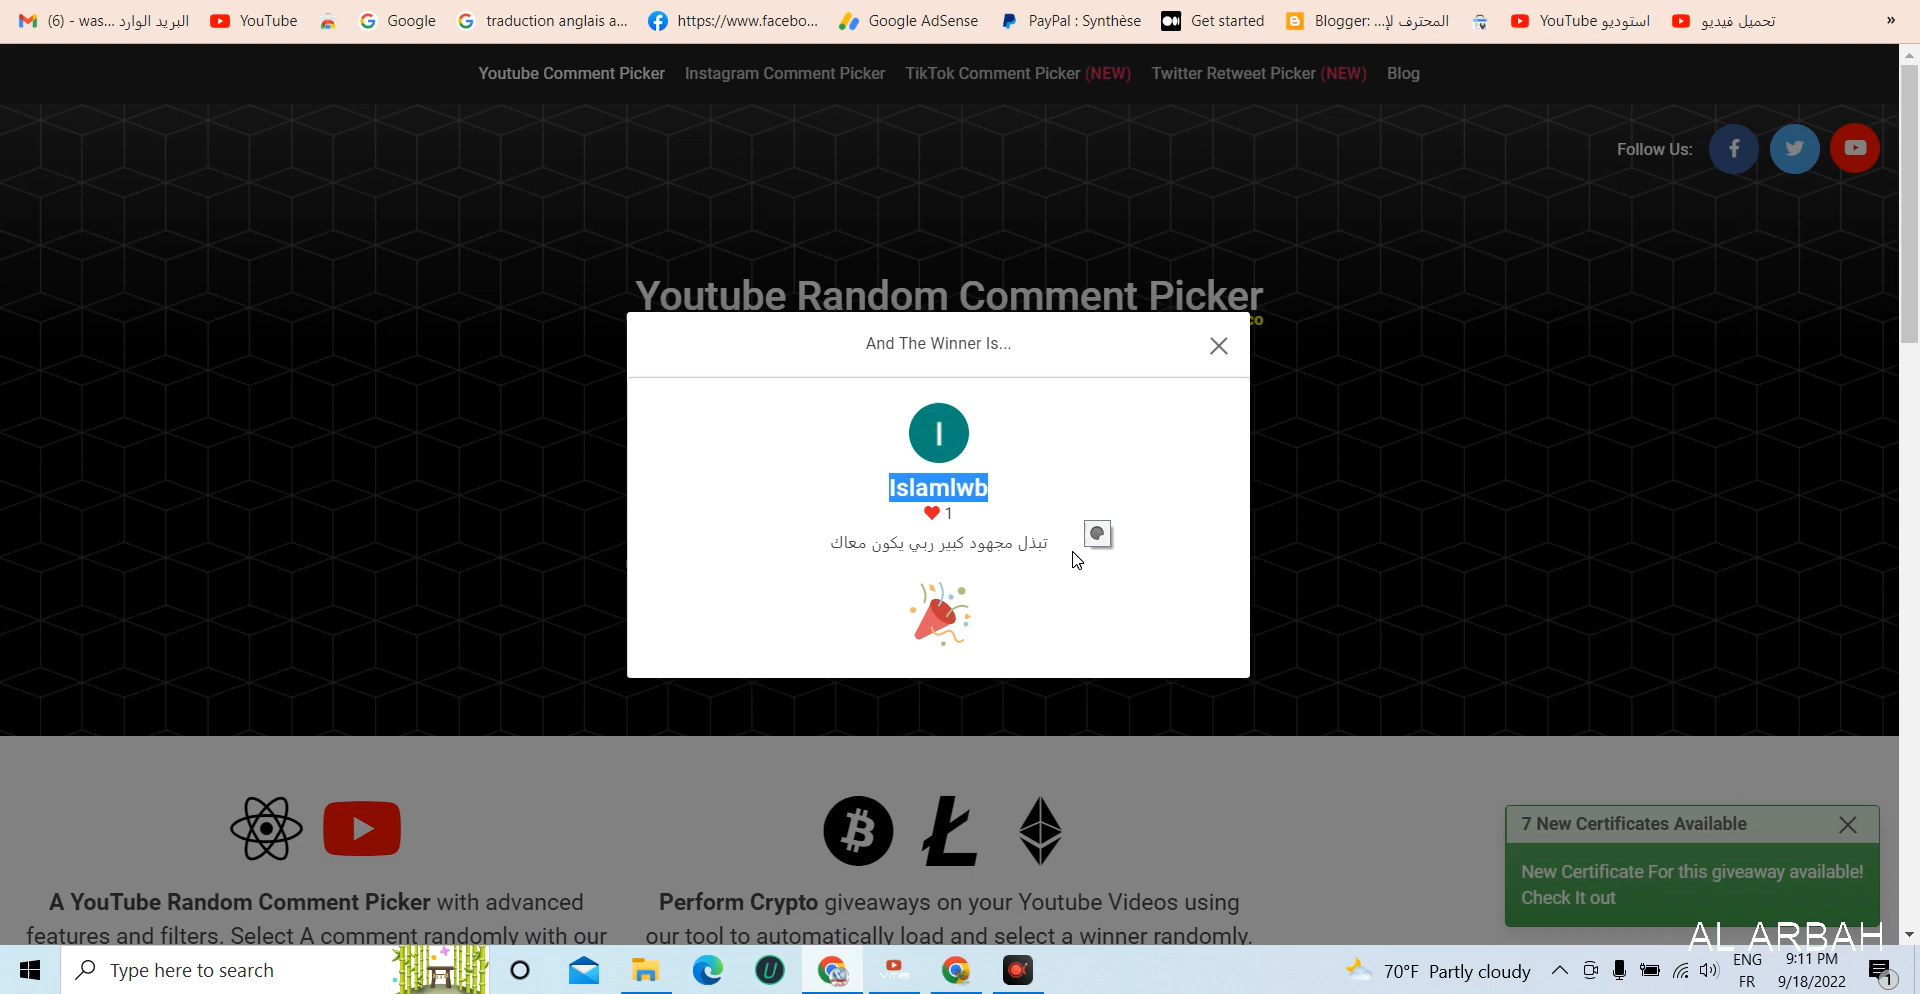 (6) - was... البريد الوارد
YouTube
Google
traduction anglais a...
https://www.facebo...
Google AdSense
PayPal : Synthèse
Get started
Blogger: ...المحترف لإ
استوديو YouTube
تحميل فيديو
»
Youtube Comment Picker
Instagram Comment Picker
TikTok Comment Picker (NEW)
Twitter Retweet Picker (NEW)
Blog
Follow Us:
Youtube Random Comment Picker
co
And The Winner Is...
I
Islamlwb
1
تبذل مجهود كبير ربي يكون معاك
7 New Certificates Available
New Certificate For this giveaway available!
Check It out
A YouTube Random Comment Picker with advanced
features and filters. Select A comment randomly with our
Perform Crypto giveaways on your Youtube Videos using
our tool to automatically load and select a winner randomly.
AL ARBAH
Type here to search
70°F Partly cloudy
ENG
FR
9:11 PM
9/18/2022
1